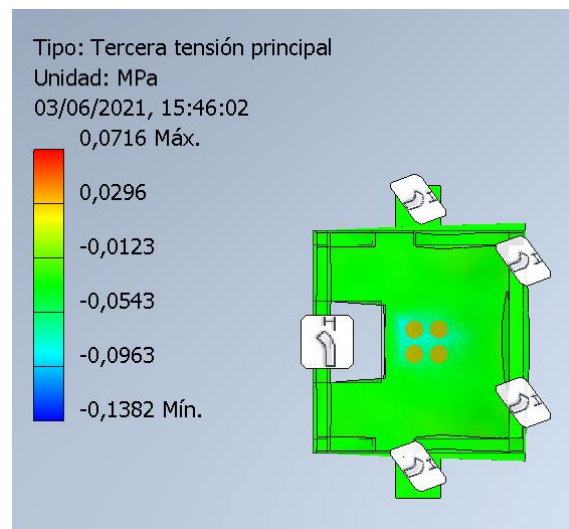 Tipo: Tercera tensión principal
Unidad: MPa
03/06/2021, 15:46:02
0,0716 Máx.
0,0296
-0,0123
-0,0543
-0,0963
-0,1382 Mín.